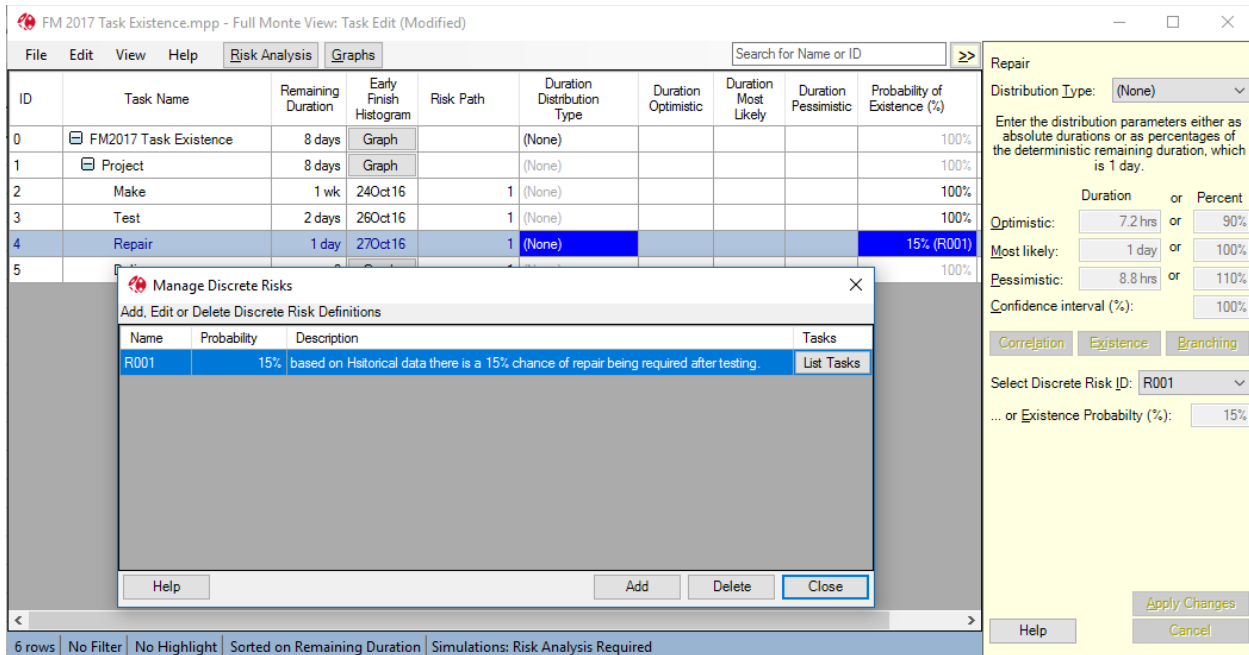 FM 2017 Task Existence.mpp - Full Monte View: Task Edit (Modified)
File Edit View Help Risk Analysis Graphs Search for Name or ID >>
ID Task Name Remaining Duration Early Finish Histogram Risk Path Duration Distribution Type Duration Optimistic Duration Most Likely Duration Pessimistic Probability of Existence (%)
0 FM2017 Task Existence 8 days Graph (None) 100%
1 Project 8 days Graph (None) 100%
2 Make 1 wk 24Oct16 1 (None) 100%
3 Test 2 days 26Oct16 1 (None) 100%
4 Repair 1 day 27Oct16 1 (None) 15% (R001)
5 100%
Manage Discrete Risks
Add, Edit or Delete Discrete Risk Definitions
Name Probability Description Tasks
R001 15% based on Hsitorical data there is a 15% chance of repair being required after testing. List Tasks
Help Add Delete Close
6 rows No Filter No Highlight Sorted on Remaining Duration Simulations: Risk Analysis Required
Repair
Distribution Type: (None)
Enter the distribution parameters either as
absolute durations or as percentages of
the deterministic remaining duration, which
is 1 day.
Duration or Percent
Optimistic: 7.2 hrs or 90%
Most likely: 1 day or 100%
Pessimistic: 8.8 hrs or 110%
Confidence interval (%): 100%
Correlation Existence Branching
Select Discrete Risk ID: R001
... or Existence Probabilty (%): 15%
Apply Changes
Help Cancel